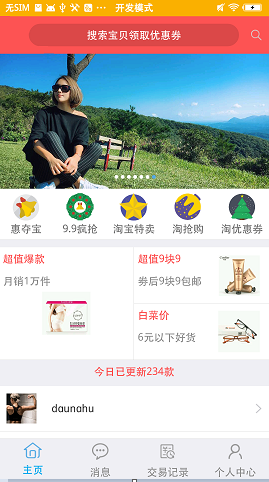 无SIM 开发模式
搜索宝贝领取优惠券
惠夺宝 9.9疯抢 淘宝特卖 淘抢购 淘优惠券
超值爆款
月销1万件
超值9块9
劵后9块9包邮
白菜价
6元以下好货
今日已更新234款
daunahu
主页 消息 交易记录 个人中心